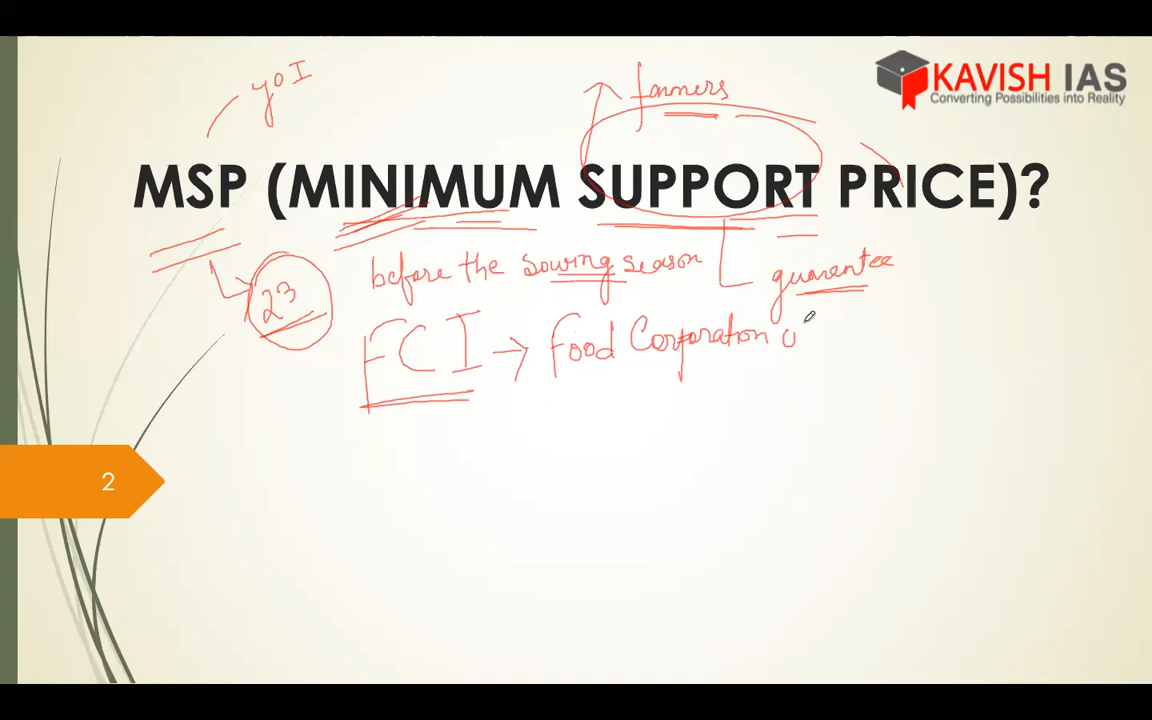 KAVISH IAS
Converting Possibilities into Reality
yoI
farmers
MSP (MINIMUM SUPPORT PRICE)?
before the sowing season
guarantee
23
FCI → Food Corporation o
2